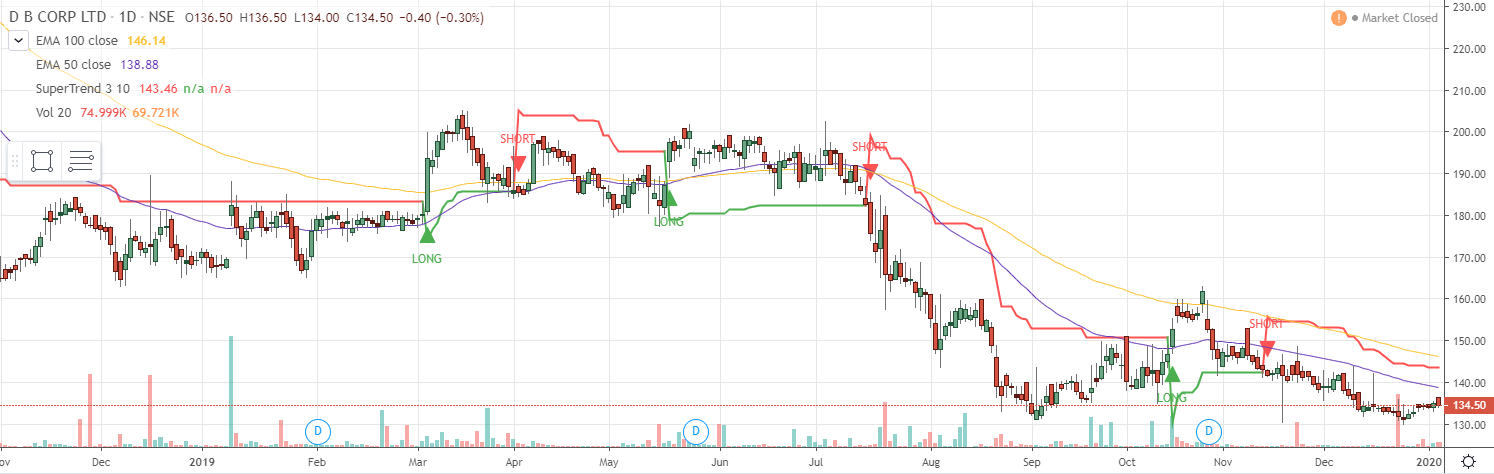 D B CORP LTD · 1D · NSE O136.50 H136.50 L134.00 C134.50 −0.40 (−0.30%)
! Market Closed
EMA 100 close 146.14
EMA 50 close 138.88
SuperTrend 3 10 143.46 n/a n/a
Vol 20 74.999K 69.721K
230.00
220.00
210.00
200.00
190.00
180.00
170.00
160.00
150.00
140.00
134.50
130.00
SHORT
SHORT
LONG
LONG
SHORT
LONG
D
D
D
ov Dec 2019 Feb Mar Apr May Jun Jul Aug Sep Oct Nov Dec 2020